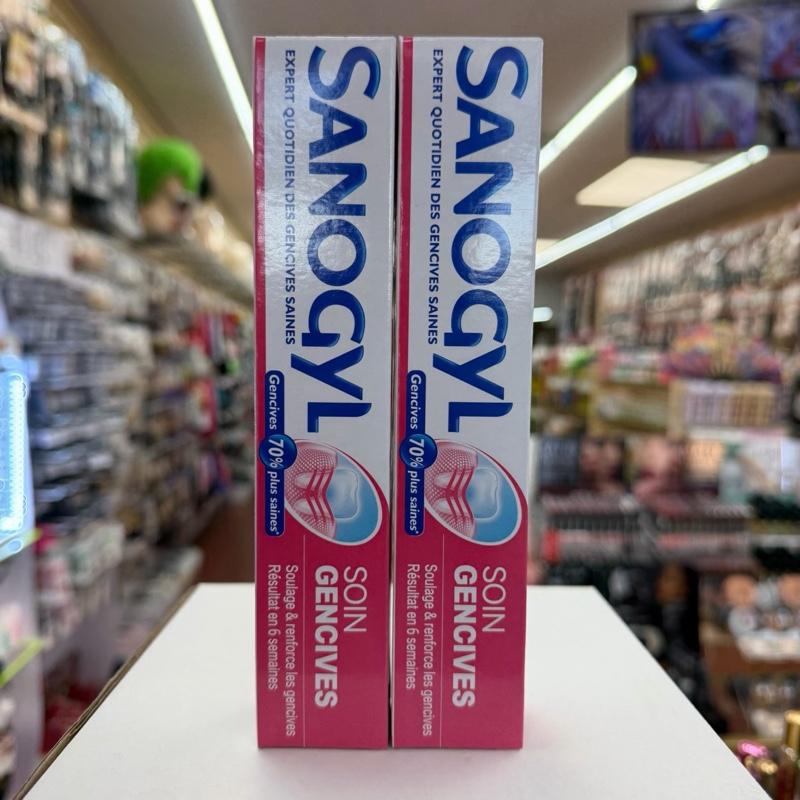 SANOGYL
EXPERT QUOTIDIEN DES GENCIVES SAINES
Gencives 70% plus saines*
SOIN
GENCIVES
Soulage & renforce les gencives
Résultat en 6 semaines
SANOGYL
EXPERT QUOTIDIEN DES GENCIVES SAINES
Gencives 70% plus saines*
SOIN
GENCIVES
Soulage & renforce les gencives
Résultat en 6 semaines